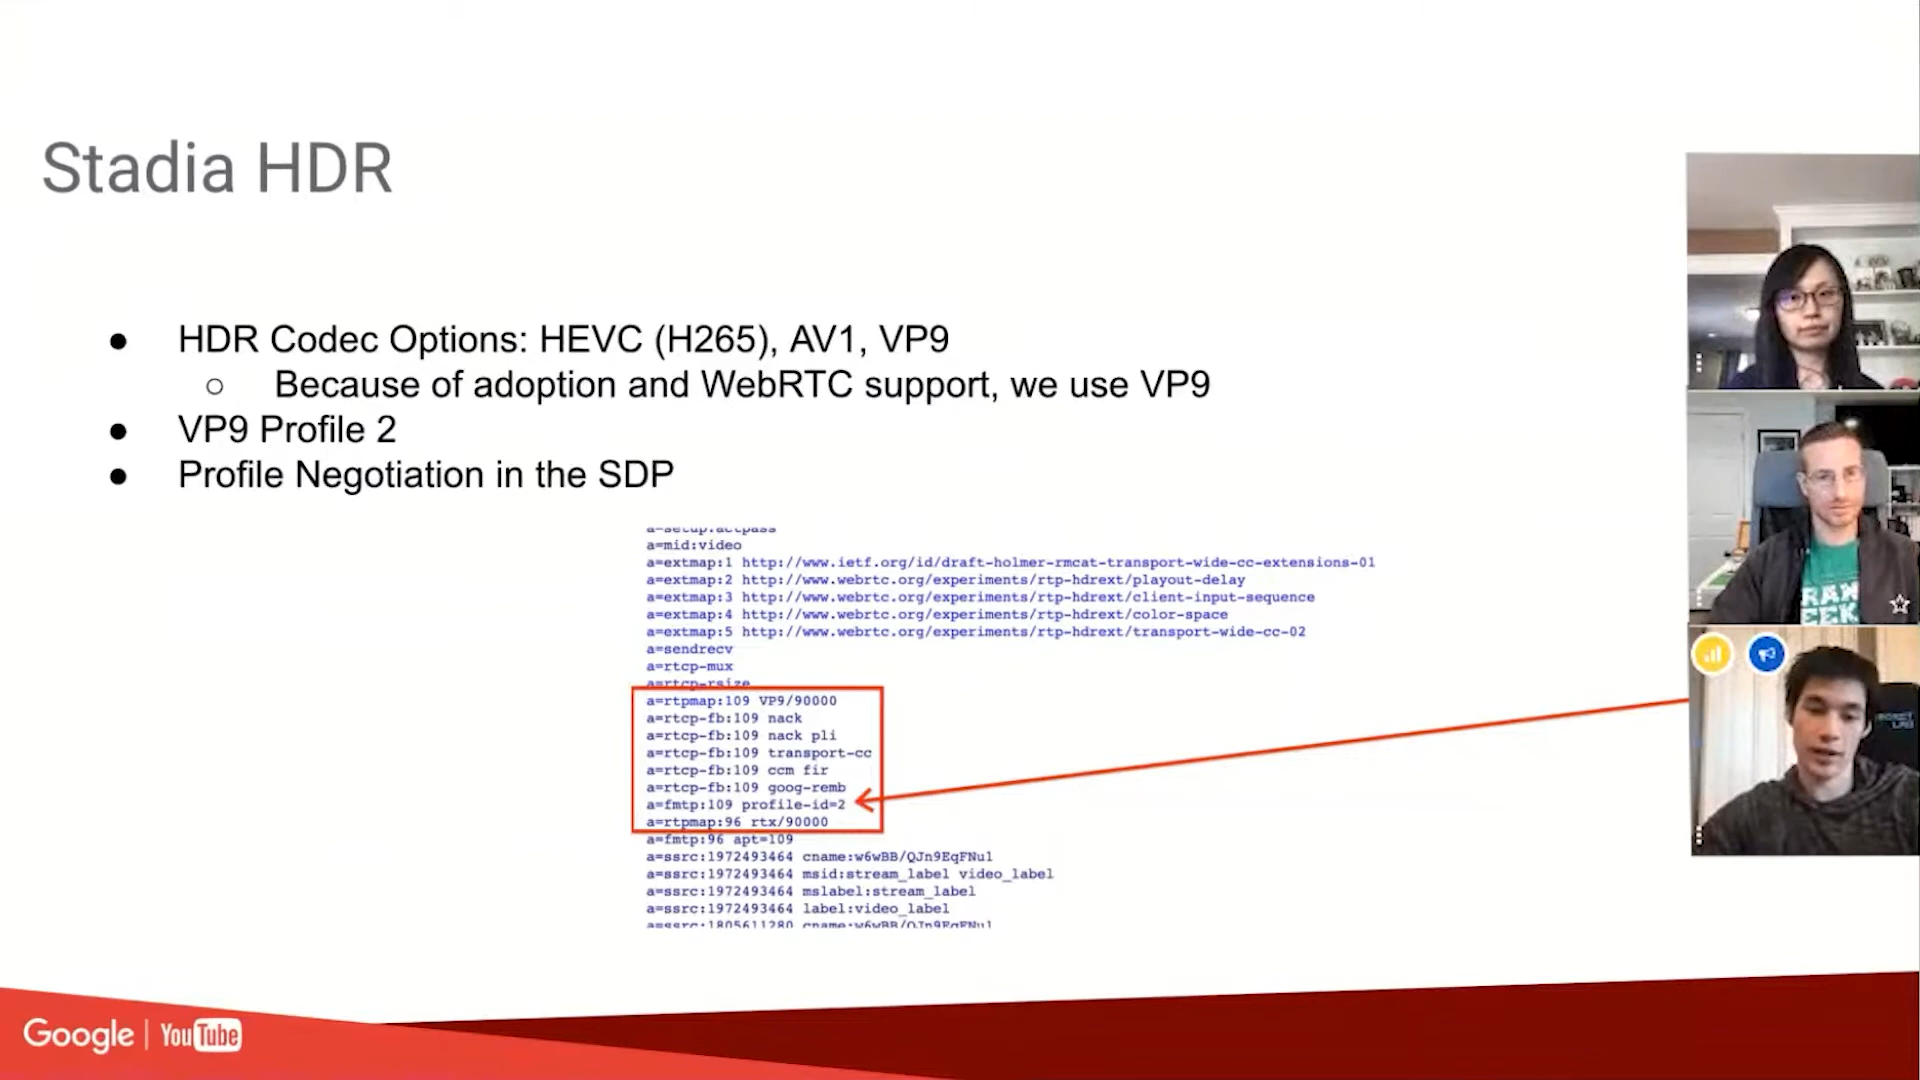 Stadia HDR
● HDR Codec Options: HEVC (H265), AV1, VP9
○ Because of adoption and WebRTC support, we use VP9
● VP9 Profile 2
● Profile Negotiation in the SDP
a=setup:actpass
a=mid:video
a=extmap:1 http://www.ietf.org/id/draft-holmer-rmcat-transport-wide-cc-extensions-01
a=extmap:2 http://www.webrtc.org/experiments/rtp-hdrext/playout-delay
a=extmap:3 http://www.webrtc.org/experiments/rtp-hdrext/client-input-sequence
a=extmap:4 http://www.webrtc.org/experiments/rtp-hdrext/color-space
a=extmap:5 http://www.webrtc.org/experiments/rtp-hdrext/transport-wide-cc-02
a=sendrecv
a=rtcp-mux
a=rtcp-rsize
a=rtpmap:109 VP9/90000
a=rtcp-fb:109 nack
a=rtcp-fb:109 nack pli
a=rtcp-fb:109 transport-cc
a=rtcp-fb:109 ccm fir
a=rtcp-fb:109 goog-remb
a=fmtp:109 profile-id=2
a=rtpmap:96 rtx/90000
a=fmtp:96 apt=109
a=ssrc:1972493464 cname:w6wBB/QJn9EqFNu1
a=ssrc:1972493464 msid:stream_label video_label
a=ssrc:1972493464 mslabel:stream_label
a=ssrc:1972493464 label:video_label
a=ssrc:1805611280 cname:w6wBB/QJn9EqFNu1
Google | YouTube